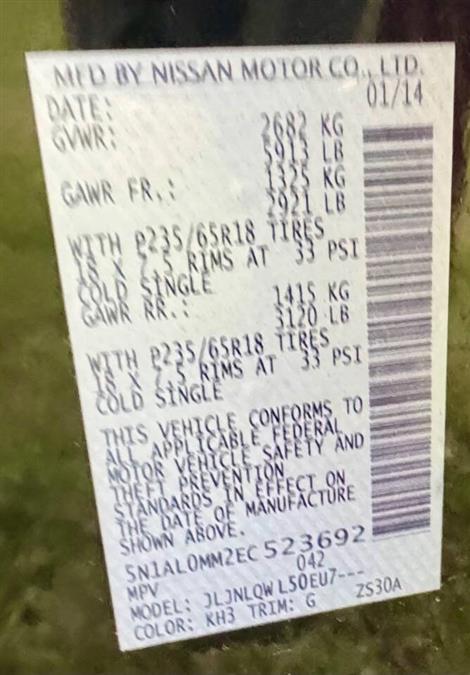 MFD BY NISSAN MOTOR CO., LTD.
DATE: 01/14
GVWR: 2682 KG
5913 LB
GAWR FR.: 1325 KG
2921 LB
WITH P235/65R18 TIRES
18 X 7.5 RIMS AT 33 PSI
COLD SINGLE
GAWR RR.: 1415 KG
3120 LB
WITH P235/65R18 TIRES
18 X 7.5 RIMS AT 33 PSI
COLD SINGLE
THIS VEHICLE CONFORMS TO
ALL APPLICABLE FEDERAL
MOTOR VEHICLE SAFETY AND
THEFT PREVENTION
STANDARDS IN EFFECT ON
THE DATE OF MANUFACTURE
SHOWN ABOVE.
5N1AL0MM2EC523692
MPV 042
MODEL: JLJNLQWL50EU7---
COLOR: KH3 TRIM: G ZS30A